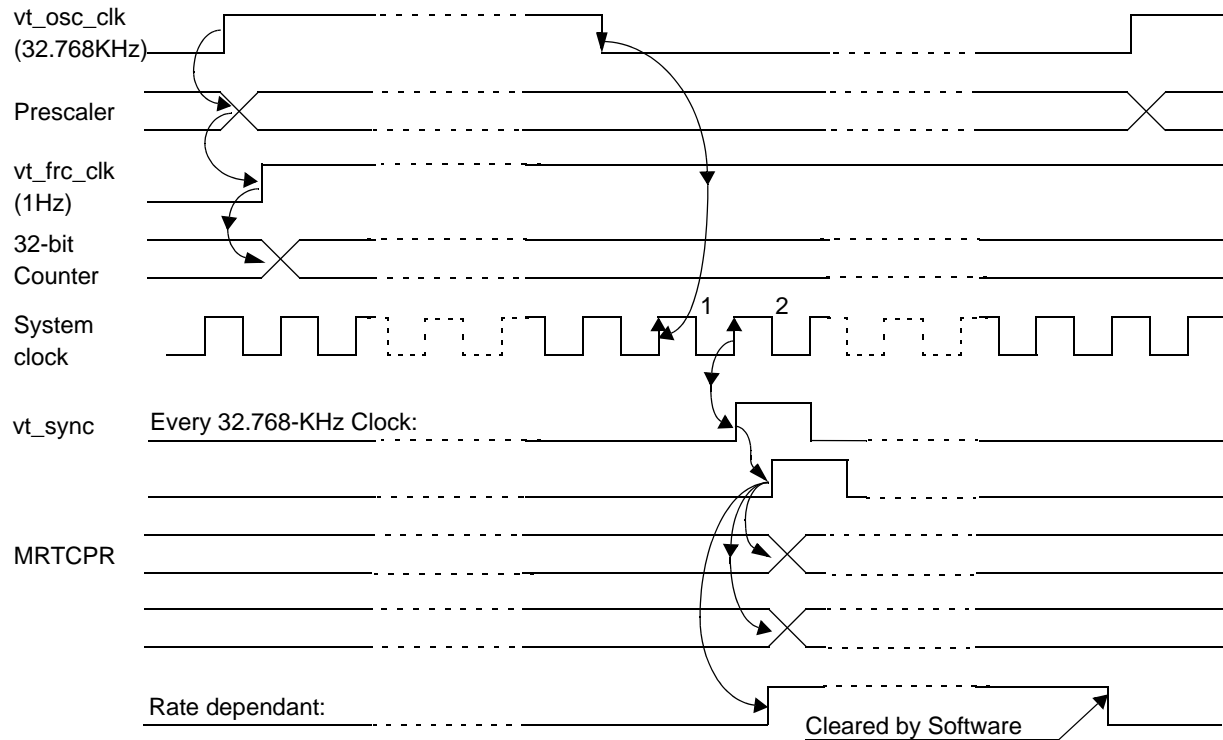 vt_osc_clk
(32.768KHz)
Prescaler
vt_frc_clk
(1Hz)
32-bit
Counter
1 2
System
clock
vt_sync
Every 32.768-KHz Clock:
MRTCPR
Rate dependant:
Cleared by Software